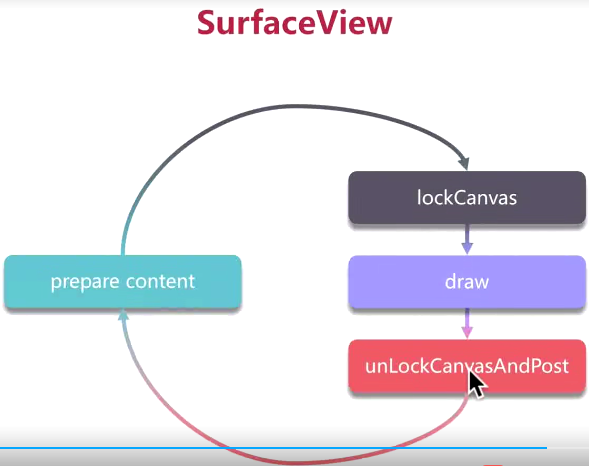 SurfaceView
lockCanvas
prepare content
draw
unLockCanvasAndPost